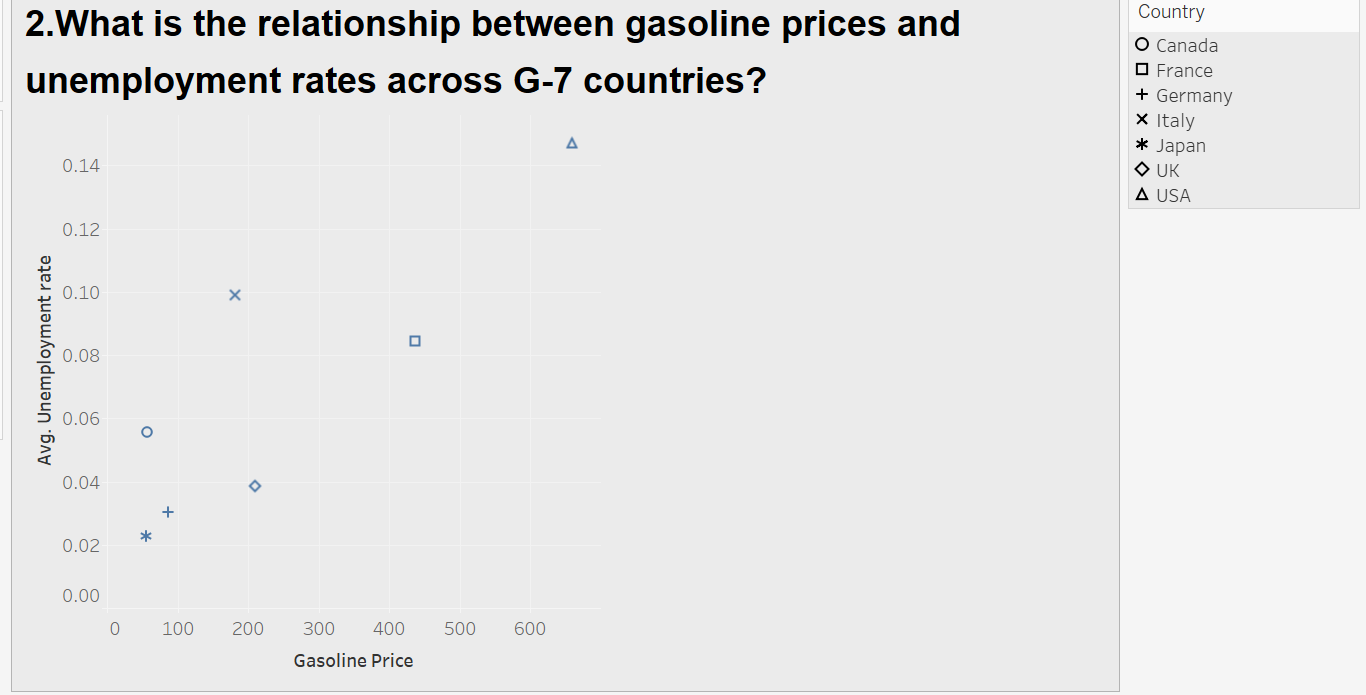 2.What is the relationship between gasoline prices and
unemployment rates across G-7 countries?
0.14
0.12
0.10
0.08
0.06
0.04
0.02
0.00
Avg. Unemployment rate
0 100 200 300 400 500 600
Gasoline Price
Country
Canada
France
Germany
Italy
Japan
UK
USA